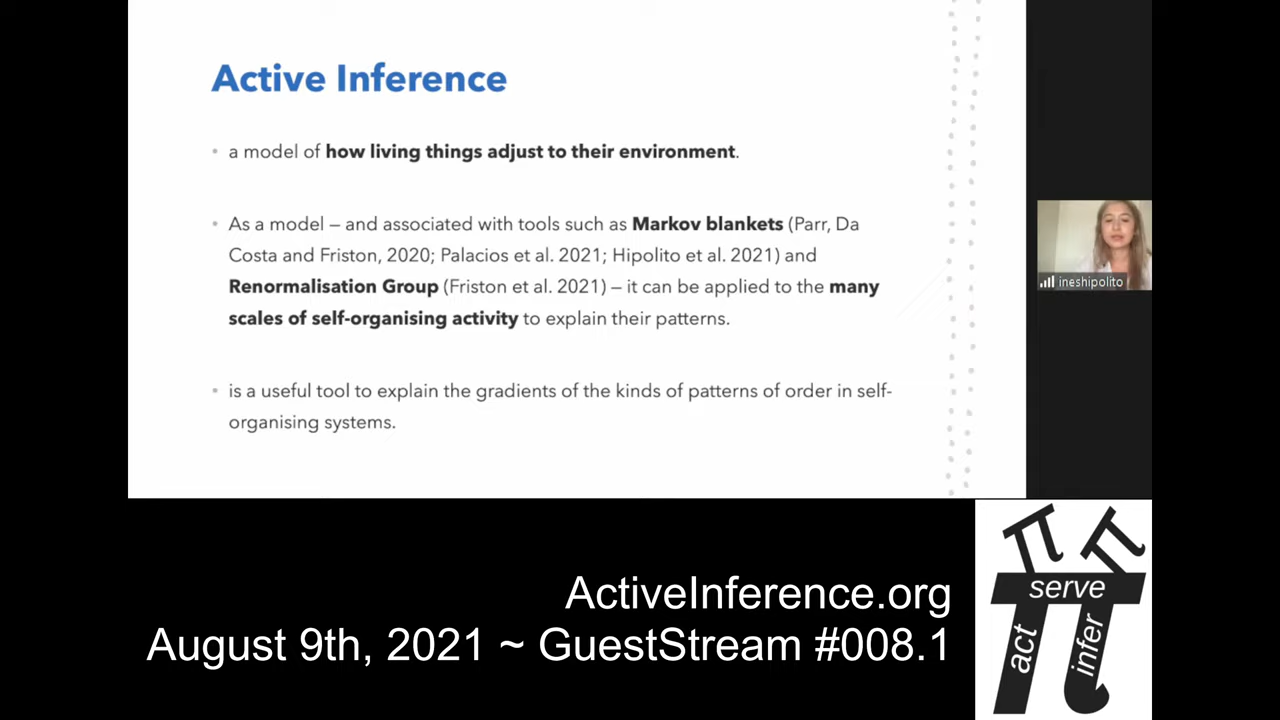 Active Inference
• a model of how living things adjust to their environment.
• As a model – and associated with tools such as Markov blankets (Parr, Da
Costa and Friston, 2020; Palacios et al. 2021; Hipolito et al. 2021) and
Renormalisation Group (Friston et al. 2021) – it can be applied to the many
scales of self-organising activity to explain their patterns.
• is a useful tool to explain the gradients of the kinds of patterns of order in self-
organising systems.
ineshipolito
ActiveInference.org
August 9th, 2021 ~ GuestStream #008.1
serve
act
infer